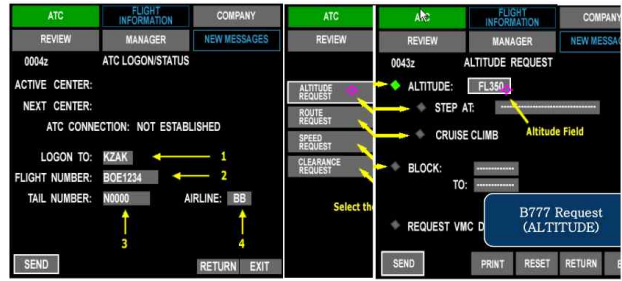 ATC
FLIGHT INFORMATION
COMPANY
REVIEW
MANAGER
NEW MESSAGES
0004z
ATC LOGON/STATUS
ACTIVE CENTER:
NEXT CENTER:
ATC CONNECTION: NOT ESTABLISHED
LOGON TO: KZAK
1
FLIGHT NUMBER: BOE1234
2
TAIL NUMBER: N0000
AIRLINE: BB
3
4
SEND
RETURN
EXIT
ATC
REVIEW
ALTITUDE REQUEST
ROUTE REQUEST
SPEED REQUEST
CLEARANCE REQUEST
Select the
ATC
FLIGHT INFORMATION
COMPANY
REVIEW
MANAGER
NEW MESSA
0043z
ALTITUDE REQUEST
ALTITUDE: FL350
STEP AT:
CRUISE CLIMB
Altitude Field
BLOCK:
TO:
REQUEST VMC D
B777 Request
(ALTITUDE)
SEND
PRINT
RESET
RETURN
E